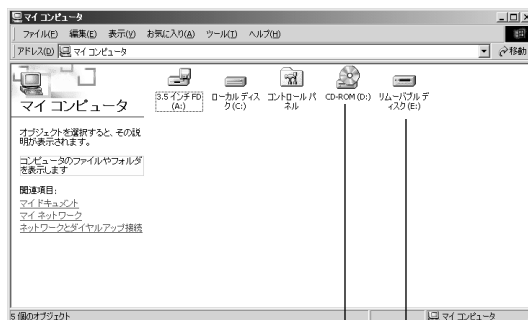 マイ コンピュータ
ファイル(F) 編集(E) 表示(V) お気に入り(A) ツール(T) ヘルプ(H)
アドレス(D) マイ コンピュータ 移動
マイ コンピュータ
オブジェクトを選択すると、その説
明が表示されます。
コンピュータのファイルやフォルダ
を表示します
関連項目:
マイ ドキュメント
マイ ネットワーク
ネットワークとダイヤルアップ接続
3.5 インチ FD
(A:)
ローカル ディス
ク (C:)
コントロール パ
ネル
CD-ROM (D:)
リムーバブル デ
ィスク (E:)
5 個のオブジェクト
マイ コンピュータ